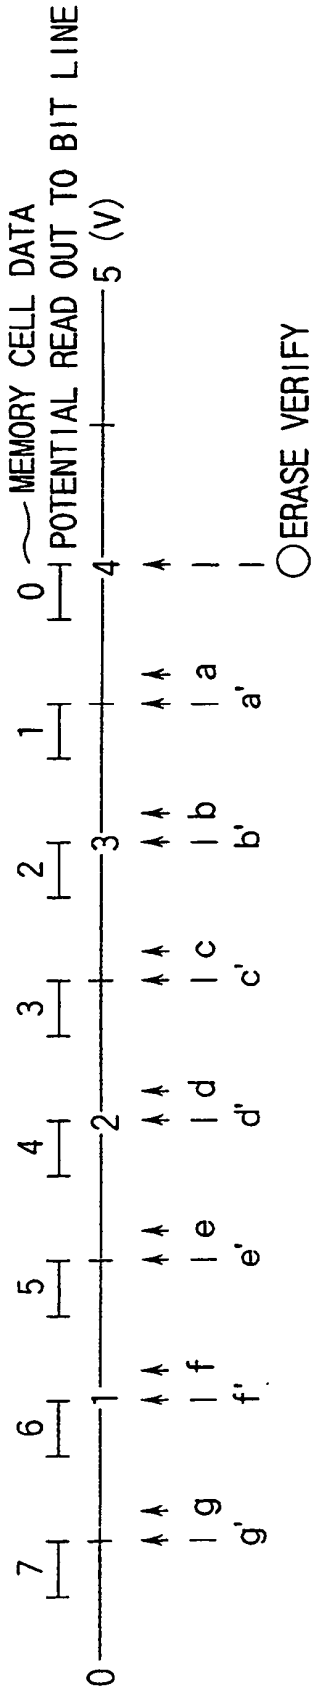 MEMORY CELL DATA
POTENTIAL READ OUT TO BIT LINE
7 6 5 4 3 2 1 0
0 1 2 3 4 5 (V)
g f e d c b a
g' f' e' d' c' b' a'
ERASE VERIFY